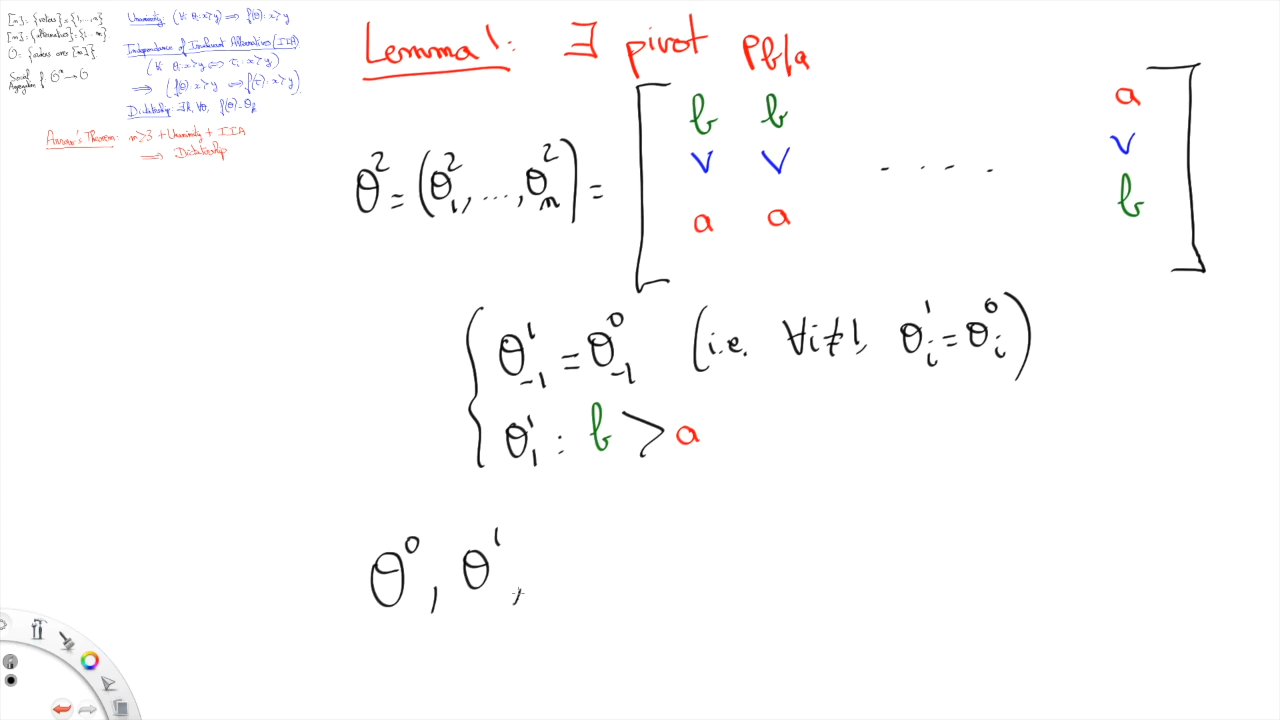 [n]: {voters} = {1,...,n}
[m]: {alternatives}: {1...m}
Θ: {orders over [m]}.
Social Aggregation f: Θⁿ → Θ
Unanimity: (∀i θᵢ: x > y) ⟹ f(θ): x > y
Independence of Irrelevant Alternatives (IIA)
(∀i θᵢ: x > y ⟺ τᵢ: x > y)
⟹ (f(θ): x > y ⟺ f(τ): x > y).
Dictatorship: ∃k, ∀θ, f(θ) = θₖ
Arrow's Theorem: m ≥ 3 + Unanimity + IIA
⟹ Dictatorship
Lemma 1: ∃ pivot P b/a
θ² = (θ²₁, ..., θ²ₙ) =
b b a
v v . . . . v
a a b
θ¹₋₁ = θ⁰₋₁ (i.e. ∀i≠1, θ¹ᵢ = θ⁰ᵢ)
θ¹₁ : b > a
θ⁰, θ¹,